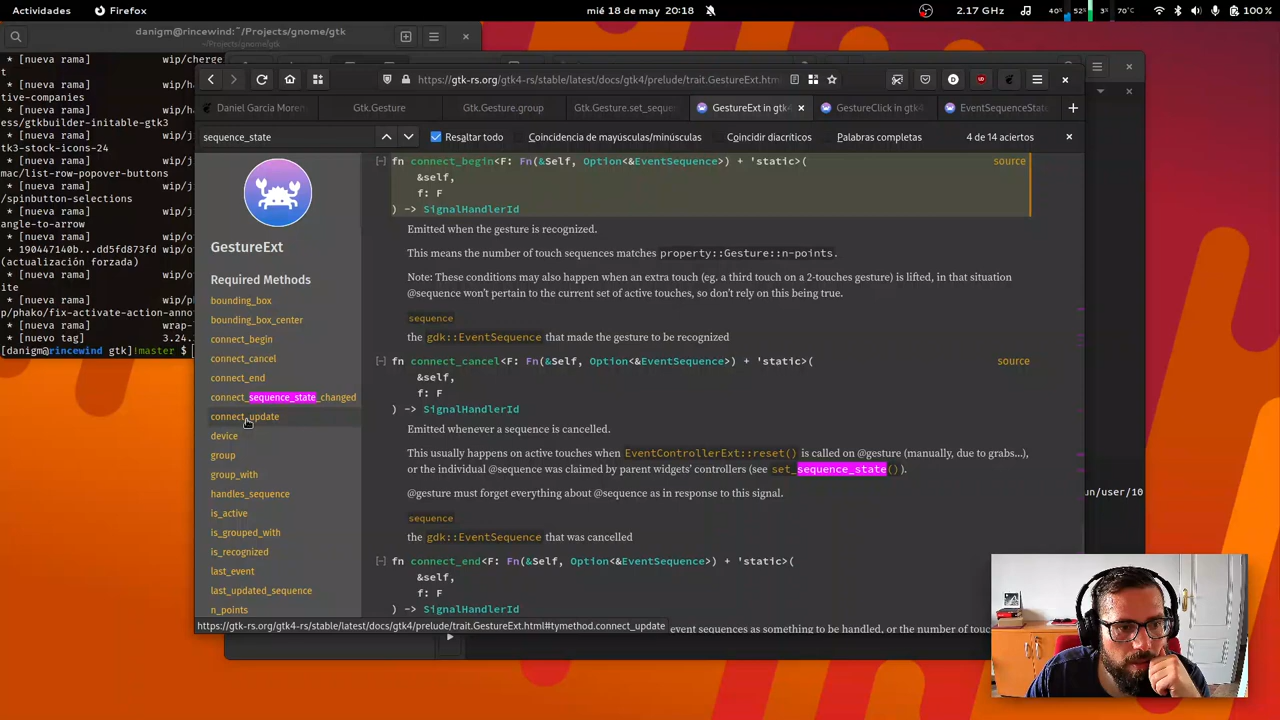 Actividades
Firefox
mié 18 de may 20:18
2.17 GHz
40%
52%
3%
70°C
100 %
danigm@rincewind:~/Projects/gnome/gtk
~/Projects/gnome/gtk
* [nueva rama] wip/cherge
t
* [nueva rama] wip/c
tive-companies
* [nueva rama] wip/c
ess/gtkbuilder-initable-gtk3
* [nueva rama] wip/c
tk3-stock-icons-24
* [nueva rama] wip/c
mac/list-row-popover-buttons
* [nueva rama] wip/j
/spinbutton-selections
* [nueva rama] wip/j
angle-to-arrow
* [nueva rama] wip/o
+ 190447140b...dd5fd873fd wip/o
(actualización forzada)
* [nueva rama] wip/o
ite
* [nueva rama] wip/p
p/phako/fix-activate-action-anno
* [nueva rama] wrap-
* [nuevo tag] 3.24.
[danigm@rincewind gtk]!master $
https://gtk-rs.org/gtk4-rs/stable/latest/docs/gtk4/prelude/trait.GestureExt.htm
Daniel Garcia Moren
Gtk.Gesture
Gtk.Gesture.group
Gtk.Gesture.set_seque
GestureExt in gtk4
GestureClick in gtk4
EventSequenceState
sequence_state
Resaltar todo
Coincidencia de mayúsculas/minúsculas
Coincidir diacríticos
Palabras completas
4 de 14 aciertos
GestureExt
Required Methods
bounding_box
bounding_box_center
connect_begin
connect_cancel
connect_end
connect_sequence_state_changed
connect_update
device
group
group_with
handles_sequence
is_active
is_grouped_with
is_recognized
last_event
last_updated_sequence
n_points
[-] fn connect_begin<F: Fn(&Self, Option<&EventSequence>) + 'static>(
source
&self,
f: F
) -> SignalHandlerId
Emitted when the gesture is recognized.
This means the number of touch sequences matches property::Gesture::n-points.
Note: These conditions may also happen when an extra touch (eg. a third touch on a 2-touches gesture) is lifted, in that situation
@sequence won't pertain to the current set of active touches, so don't rely on this being true.
sequence
the gdk::EventSequence that made the gesture to be recognized
[-] fn connect_cancel<F: Fn(&Self, Option<&EventSequence>) + 'static>(
source
&self,
f: F
) -> SignalHandlerId
Emitted whenever a sequence is cancelled.
This usually happens on active touches when EventControllerExt::reset() is called on @gesture (manually, due to grabs…),
or the individual @sequence was claimed by parent widgets' controllers (see set_sequence_state()).
@gesture must forget everything about @sequence as in response to this signal.
sequence
the gdk::EventSequence that was cancelled
[-] fn connect_end<F: Fn(&Self, Option<&EventSequence>) + 'static>(
source
&self,
f: F
) -> SignalHandlerId
event sequences as something to be handled, or the number of touc
https://gtk-rs.org/gtk4-rs/stable/latest/docs/gtk4/prelude/trait.GestureExt.html#tymethod.connect_update
un/user/10